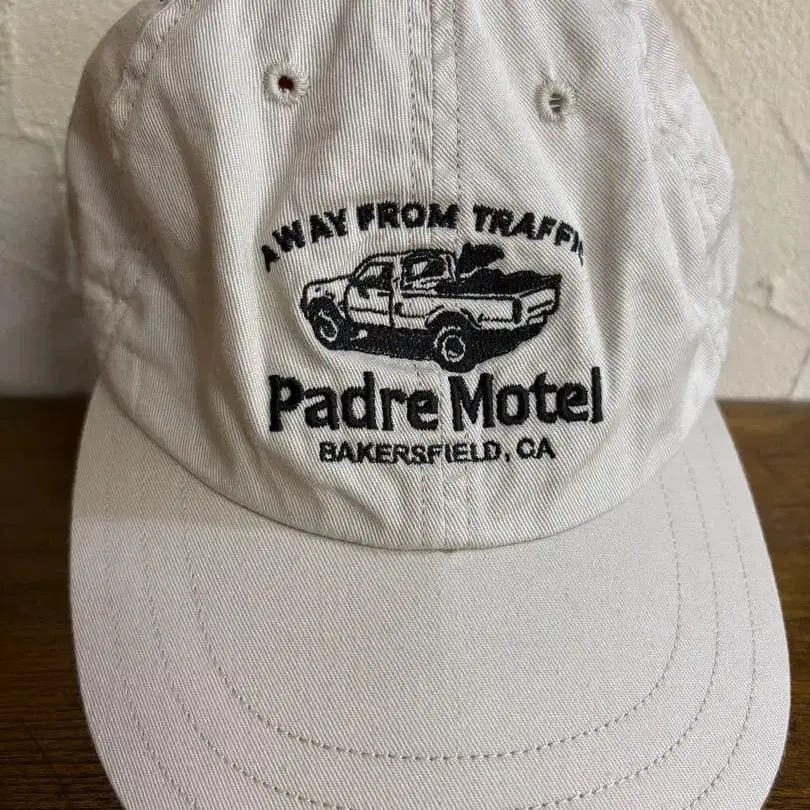 AWAY FROM TRAFFIC
Padre Motel
BAKERSFIELD, CA